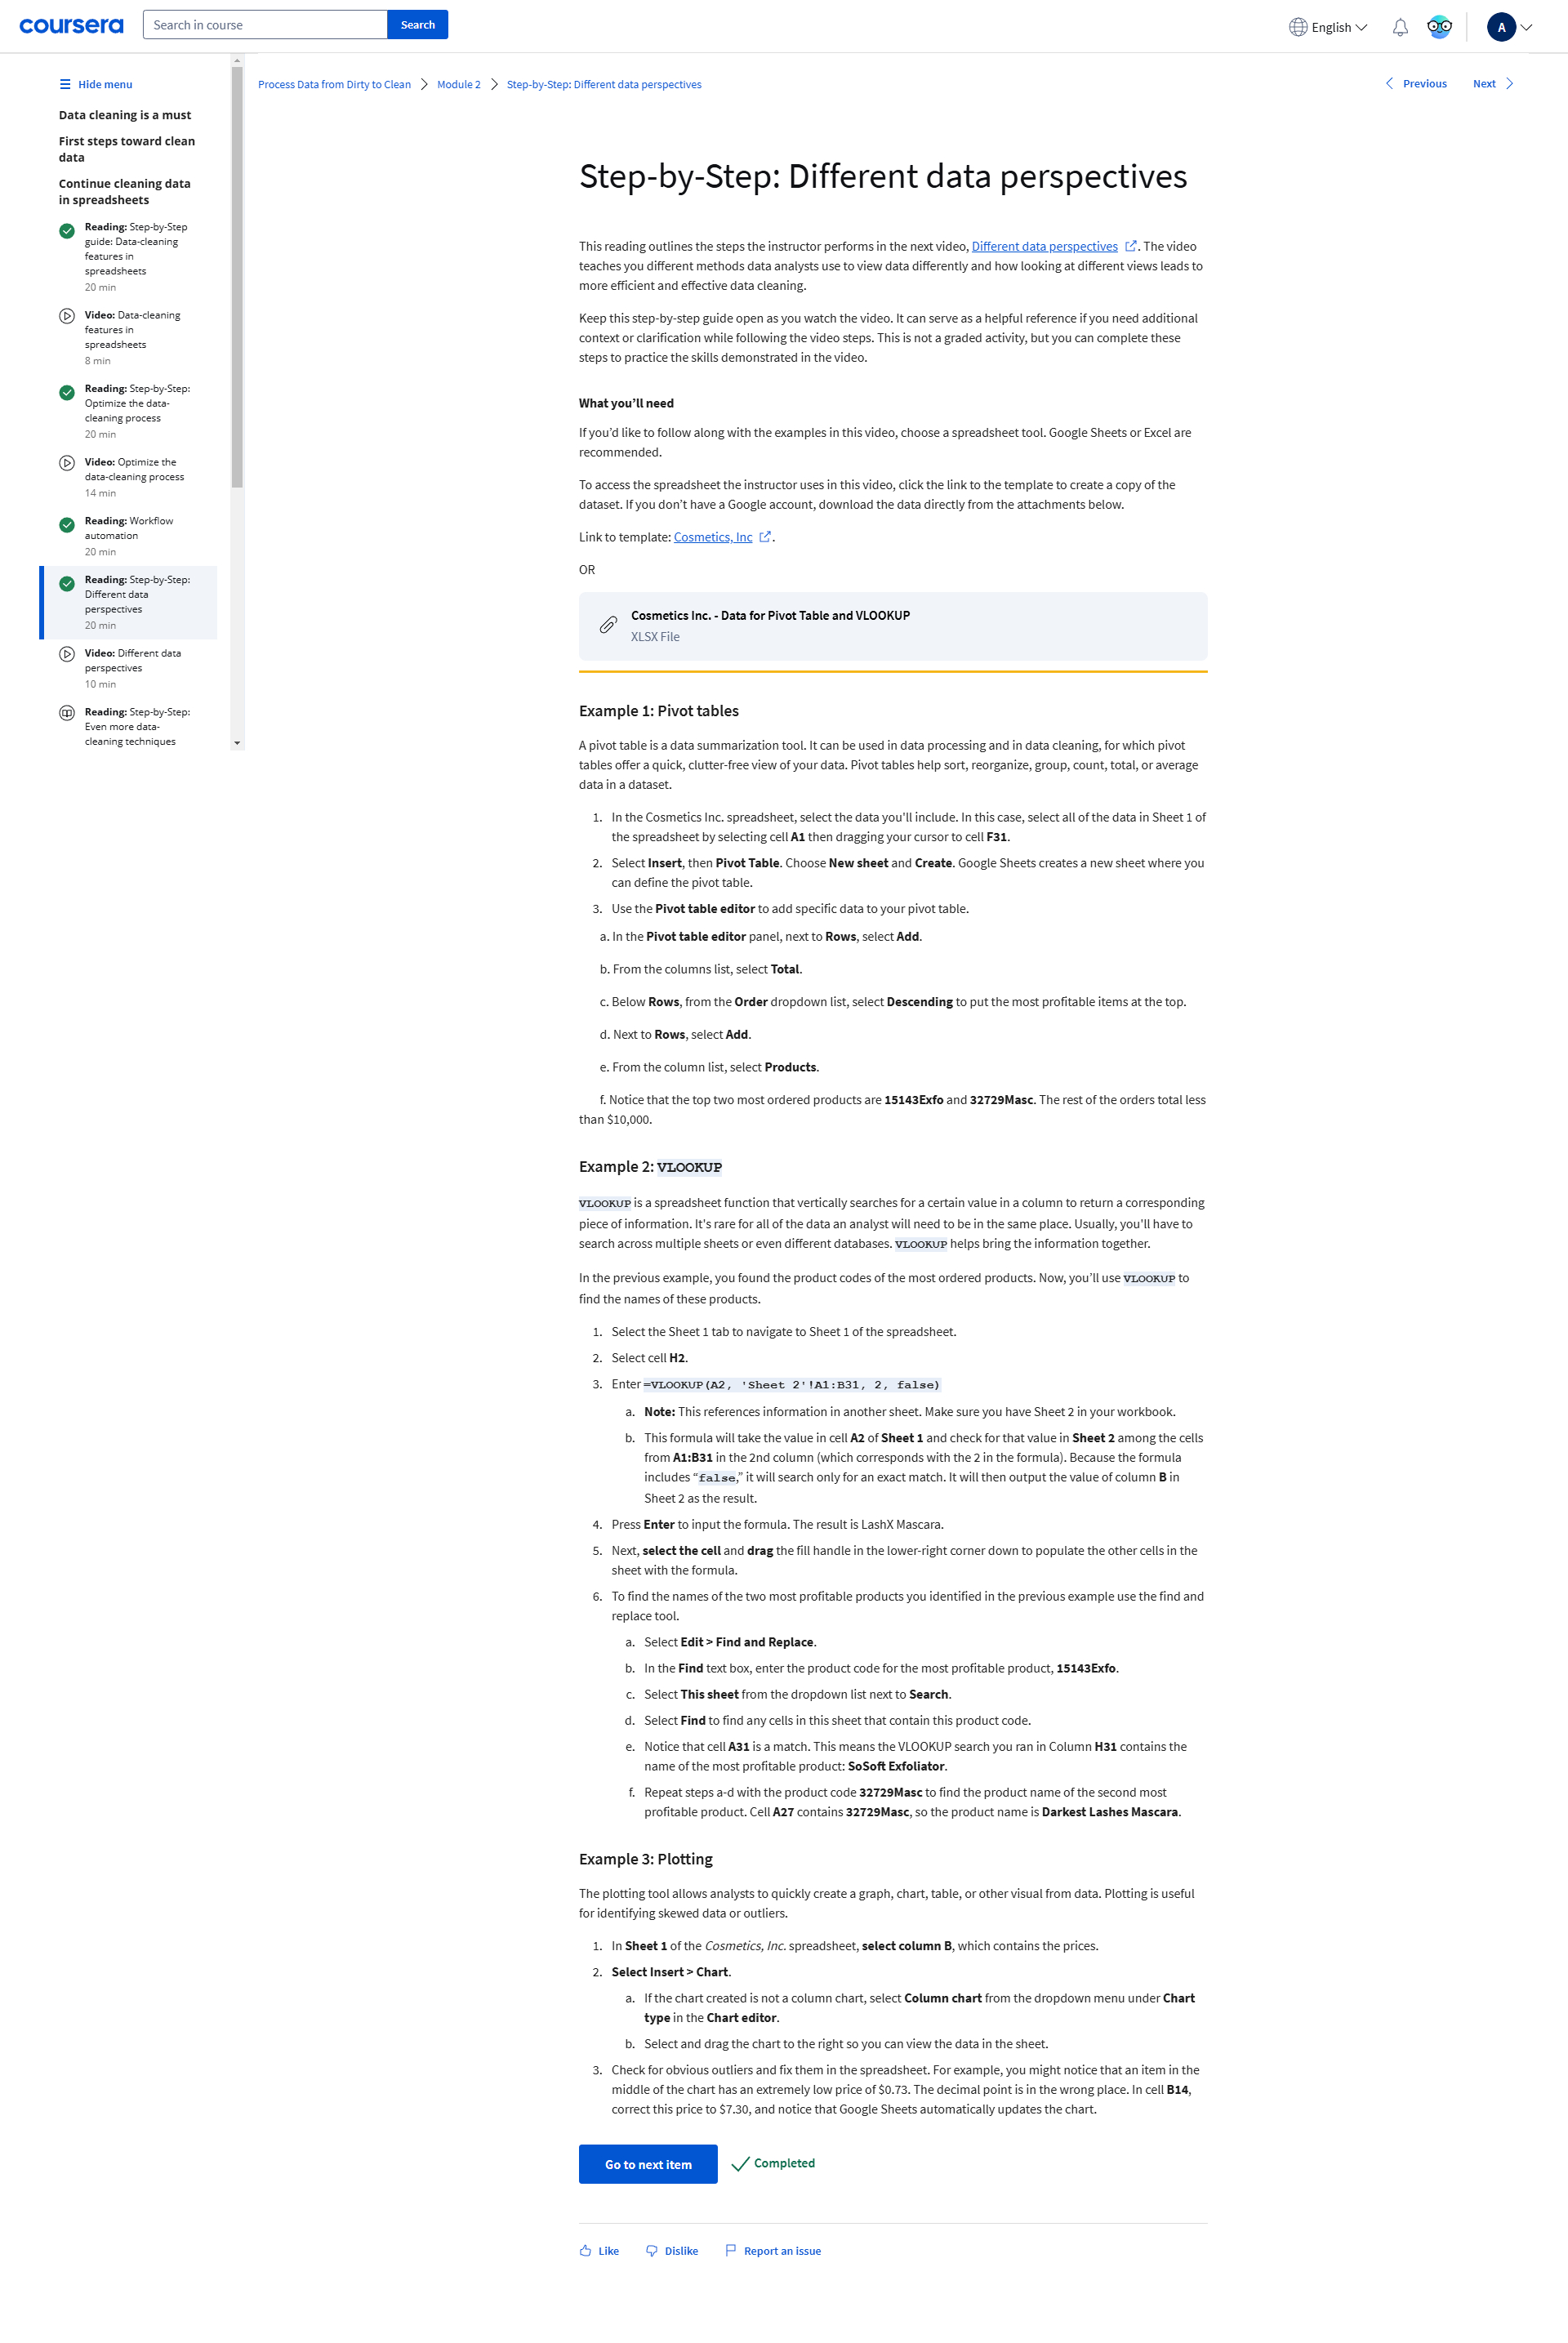 coursera
Search in course
Search
English
A
Hide menu
Data cleaning is a must
First steps toward clean
data
Continue cleaning data
in spreadsheets
Reading: Step-by-Step
guide: Data-cleaning
features in
spreadsheets
20 min
Video: Data-cleaning
features in
spreadsheets
8 min
Reading: Step-by-Step:
Optimize the data-
cleaning process
20 min
Video: Optimize the
data-cleaning process
14 min
Reading: Workflow
automation
20 min
Reading: Step-by-Step:
Different data
perspectives
20 min
Video: Different data
perspectives
10 min
Reading: Step-by-Step:
Even more data-
cleaning techniques
Process Data from Dirty to Clean
Module 2
Step-by-Step: Different data perspectives
Previous
Next
Step-by-Step: Different data perspectives
This reading outlines the steps the instructor performs in the next video, Different data perspectives . The video
teaches you different methods data analysts use to view data differently and how looking at different views leads to
more efficient and effective data cleaning.
Keep this step-by-step guide open as you watch the video. It can serve as a helpful reference if you need additional
context or clarification while following the video steps. This is not a graded activity, but you can complete these
steps to practice the skills demonstrated in the video.
What you’ll need
If you’d like to follow along with the examples in this video, choose a spreadsheet tool. Google Sheets or Excel are
recommended.
To access the spreadsheet the instructor uses in this video, click the link to the template to create a copy of the
dataset. If you don’t have a Google account, download the data directly from the attachments below.
Link to template: Cosmetics, Inc .
OR
Cosmetics Inc. - Data for Pivot Table and VLOOKUP
XLSX File
Example 1: Pivot tables
A pivot table is a data summarization tool. It can be used in data processing and in data cleaning, for which pivot
tables offer a quick, clutter-free view of your data. Pivot tables help sort, reorganize, group, count, total, or average
data in a dataset.
1. In the Cosmetics Inc. spreadsheet, select the data you'll include. In this case, select all of the data in Sheet 1 of
the spreadsheet by selecting cell A1 then dragging your cursor to cell F31.
2. Select Insert, then Pivot Table. Choose New sheet and Create. Google Sheets creates a new sheet where you
can define the pivot table.
3. Use the Pivot table editor to add specific data to your pivot table.
a. In the Pivot table editor panel, next to Rows, select Add.
b. From the columns list, select Total.
c. Below Rows, from the Order dropdown list, select Descending to put the most profitable items at the top.
d. Next to Rows, select Add.
e. From the column list, select Products.
f. Notice that the top two most ordered products are 15143Exfo and 32729Masc. The rest of the orders total less
than $10,000.
Example 2: VLOOKUP
VLOOKUP is a spreadsheet function that vertically searches for a certain value in a column to return a corresponding
piece of information. It's rare for all of the data an analyst will need to be in the same place. Usually, you'll have to
search across multiple sheets or even different databases. VLOOKUP helps bring the information together.
In the previous example, you found the product codes of the most ordered products. Now, you’ll use VLOOKUP to
find the names of these products.
1. Select the Sheet 1 tab to navigate to Sheet 1 of the spreadsheet.
2. Select cell H2.
3. Enter =VLOOKUP(A2, 'Sheet 2'!A1:B31, 2, false)
a. Note: This references information in another sheet. Make sure you have Sheet 2 in your workbook.
b. This formula will take the value in cell A2 of Sheet 1 and check for that value in Sheet 2 among the cells
from A1:B31 in the 2nd column (which corresponds with the 2 in the formula). Because the formula
includes “false,” it will search only for an exact match. It will then output the value of column B in
Sheet 2 as the result.
4. Press Enter to input the formula. The result is LashX Mascara.
5. Next, select the cell and drag the fill handle in the lower-right corner down to populate the other cells in the
sheet with the formula.
6. To find the names of the two most profitable products you identified in the previous example use the find and
replace tool.
a. Select Edit > Find and Replace.
b. In the Find text box, enter the product code for the most profitable product, 15143Exfo.
c. Select This sheet from the dropdown list next to Search.
d. Select Find to find any cells in this sheet that contain this product code.
e. Notice that cell A31 is a match. This means the VLOOKUP search you ran in Column H31 contains the
name of the most profitable product: SoSoft Exfoliator.
f. Repeat steps a-d with the product code 32729Masc to find the product name of the second most
profitable product. Cell A27 contains 32729Masc, so the product name is Darkest Lashes Mascara.
Example 3: Plotting
The plotting tool allows analysts to quickly create a graph, chart, table, or other visual from data. Plotting is useful
for identifying skewed data or outliers.
1. In Sheet 1 of the Cosmetics, Inc. spreadsheet, select column B, which contains the prices.
2. Select Insert > Chart.
a. If the chart created is not a column chart, select Column chart from the dropdown menu under Chart
type in the Chart editor.
b. Select and drag the chart to the right so you can view the data in the sheet.
3. Check for obvious outliers and fix them in the spreadsheet. For example, you might notice that an item in the
middle of the chart has an extremely low price of $0.73. The decimal point is in the wrong place. In cell B14,
correct this price to $7.30, and notice that Google Sheets automatically updates the chart.
Go to next item
Completed
Like
Dislike
Report an issue